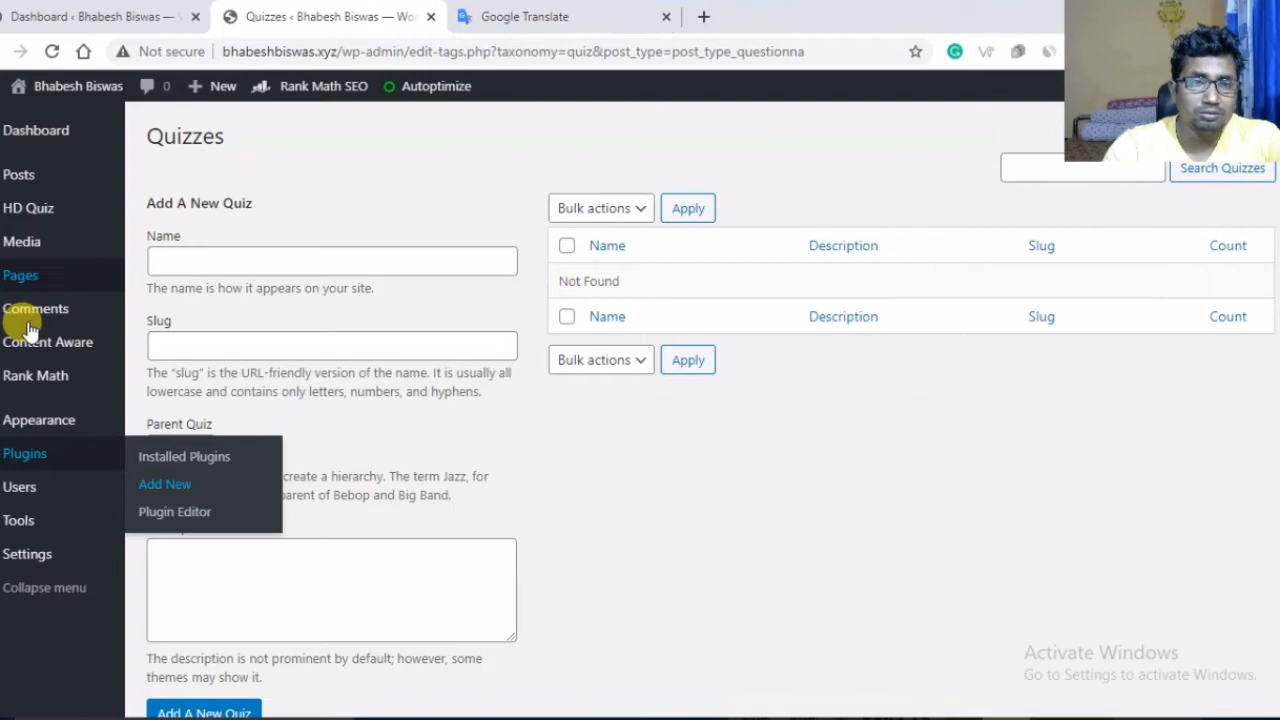 Dashboard ‹ Bhabesh Biswas —
Quizzes ‹ Bhabesh Biswas — Wor
Google Translate
Not secure
bhabeshbiswas.xyz/wp-admin/edit-tags.php?taxonomy=quiz&post_type=post_type_questionna
Bhabesh Biswas
0
New
Rank Math SEO
Autoptimize
Dashboard
Posts
HD Quiz
Media
Pages
Comments
Content Aware
Rank Math
Appearance
Plugins
Users
Tools
Settings
Collapse menu
Installed Plugins
Add New
Plugin Editor
Quizzes
Search Quizzes
Add A New Quiz
Name
The name is how it appears on your site.
Slug
The “slug” is the URL-friendly version of the name. It is usually all
lowercase and contains only letters, numbers, and hyphens.
Parent Quiz
create a hierarchy. The term Jazz, for
parent of Bebop and Big Band.
The description is not prominent by default; however, some
themes may show it.
Add A New Quiz
Bulk actions
Apply
Name Description Slug Count
Not Found
Name Description Slug Count
Bulk actions
Apply
Activate Windows
Go to Settings to activate Windows.